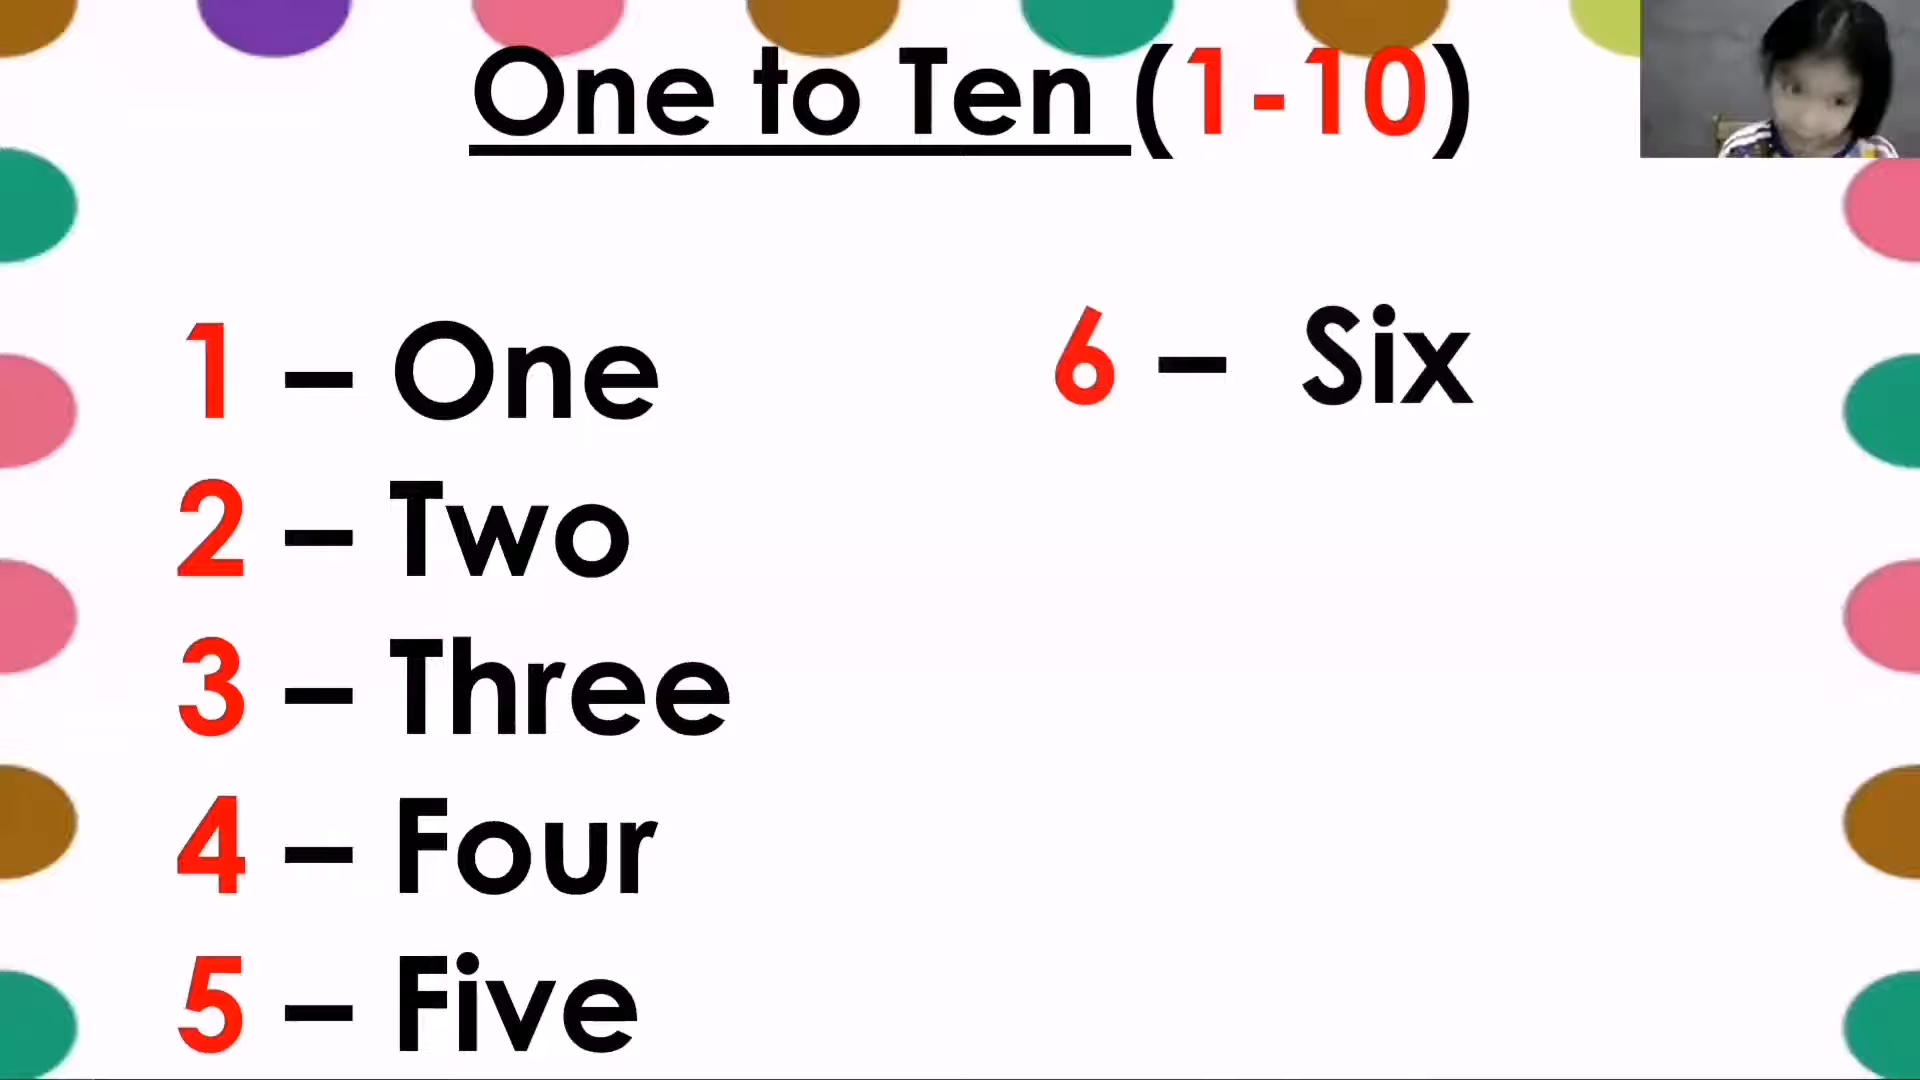 One to Ten (1-10)
1 – One
2 – Two
3 – Three
4 – Four
5 – Five
6 – Six